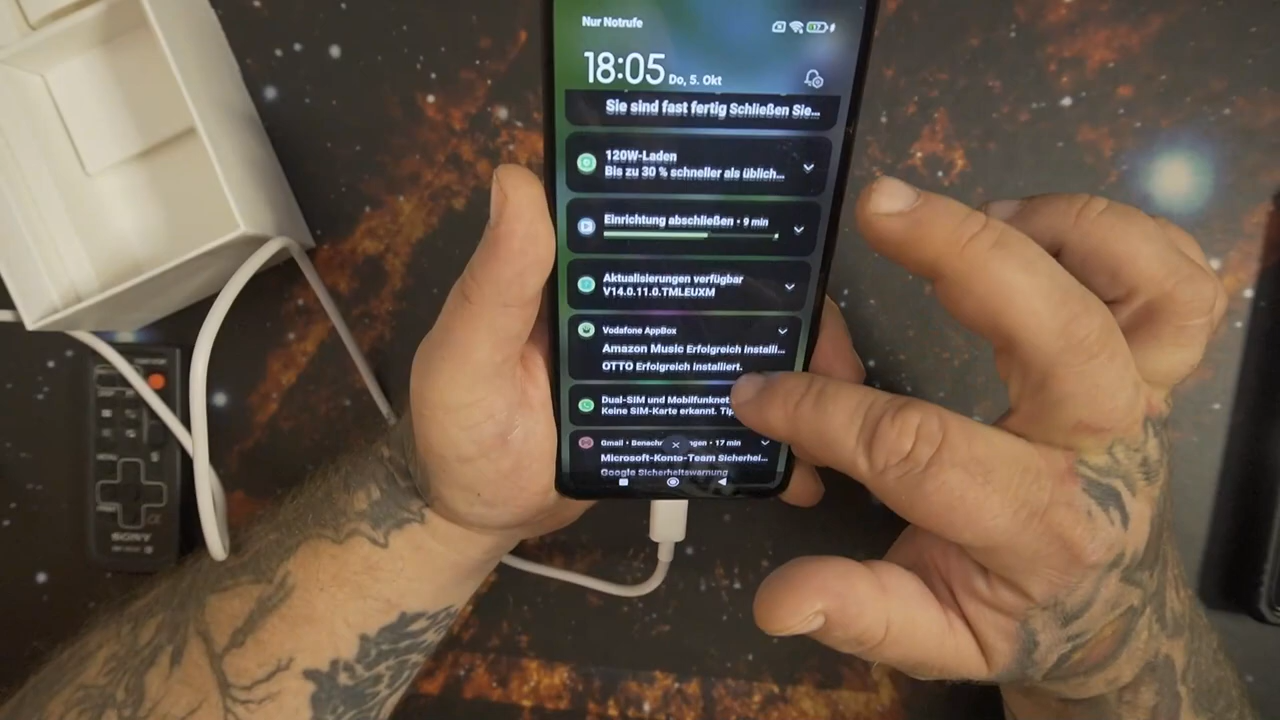 Nur Notrufe
17
18:05 Do, 5. Okt
Sie sind fast fertig Schließen Sie...
120W-Laden
Bis zu 30 % schneller als üblich...
Einrichtung abschließen • 9 min
Aktualisierungen verfügbar
V14.0.11.0.TMLEUXM
Vodafone AppBox
Amazon Music Erfolgreich installi...
OTTO Erfolgreich installiert.
Dual-SIM und Mobilfunknet
Keine SIM-Karte erkannt. Tip
Gmail • Benachr ngen • 17 min
Microsoft-Konto-Team Sicherhei...
Google Sicherheitswarnung
SONY